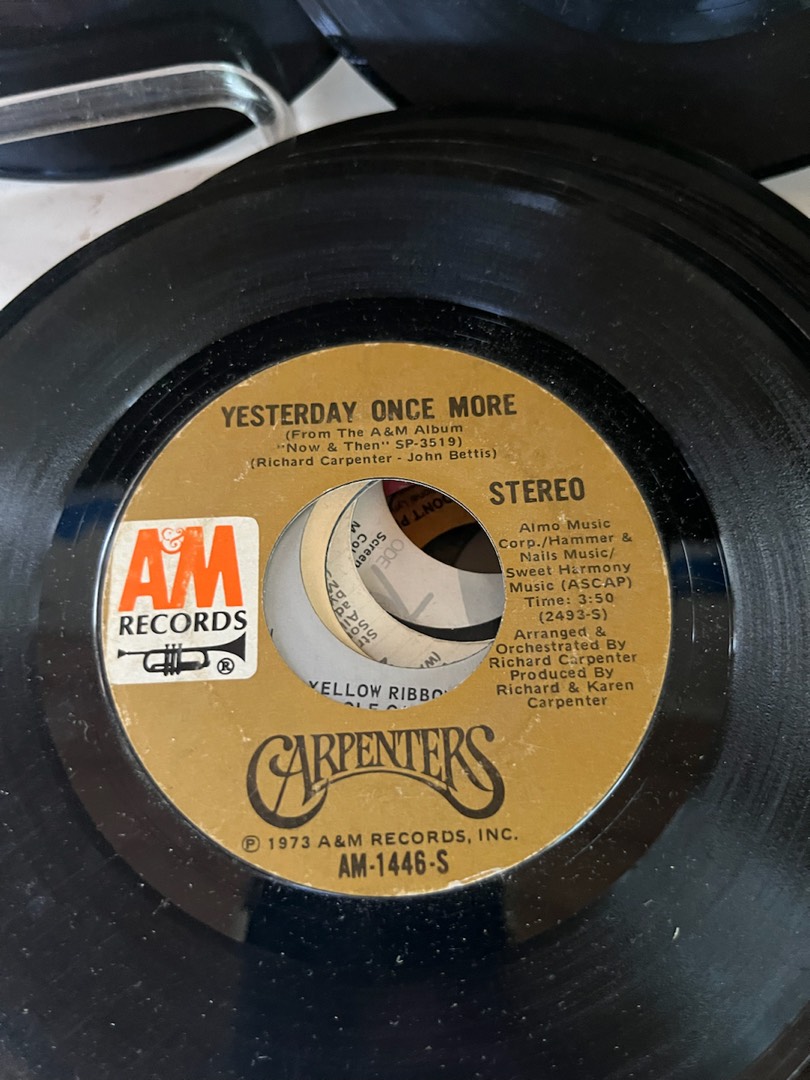 YESTERDAY ONCE MORE
(From The A&M Album
"Now & Then" SP-3519)
(Richard Carpenter - John Bettis)
STEREO
Almo Music
Corp./Hammer &
Nails Music/
Sweet Harmony
Music (ASCAP)
Time: 3:50
(2493-S)
Arranged &
Orchestrated By
Richard Carpenter
Produced By
Richard & Karen
Carpenter
A&M
RECORDS
®
DON'T
Screen
YELLOW
CARPENTERS
Ⓟ 1973 A&M RECORDS, INC.
AM-1446-S